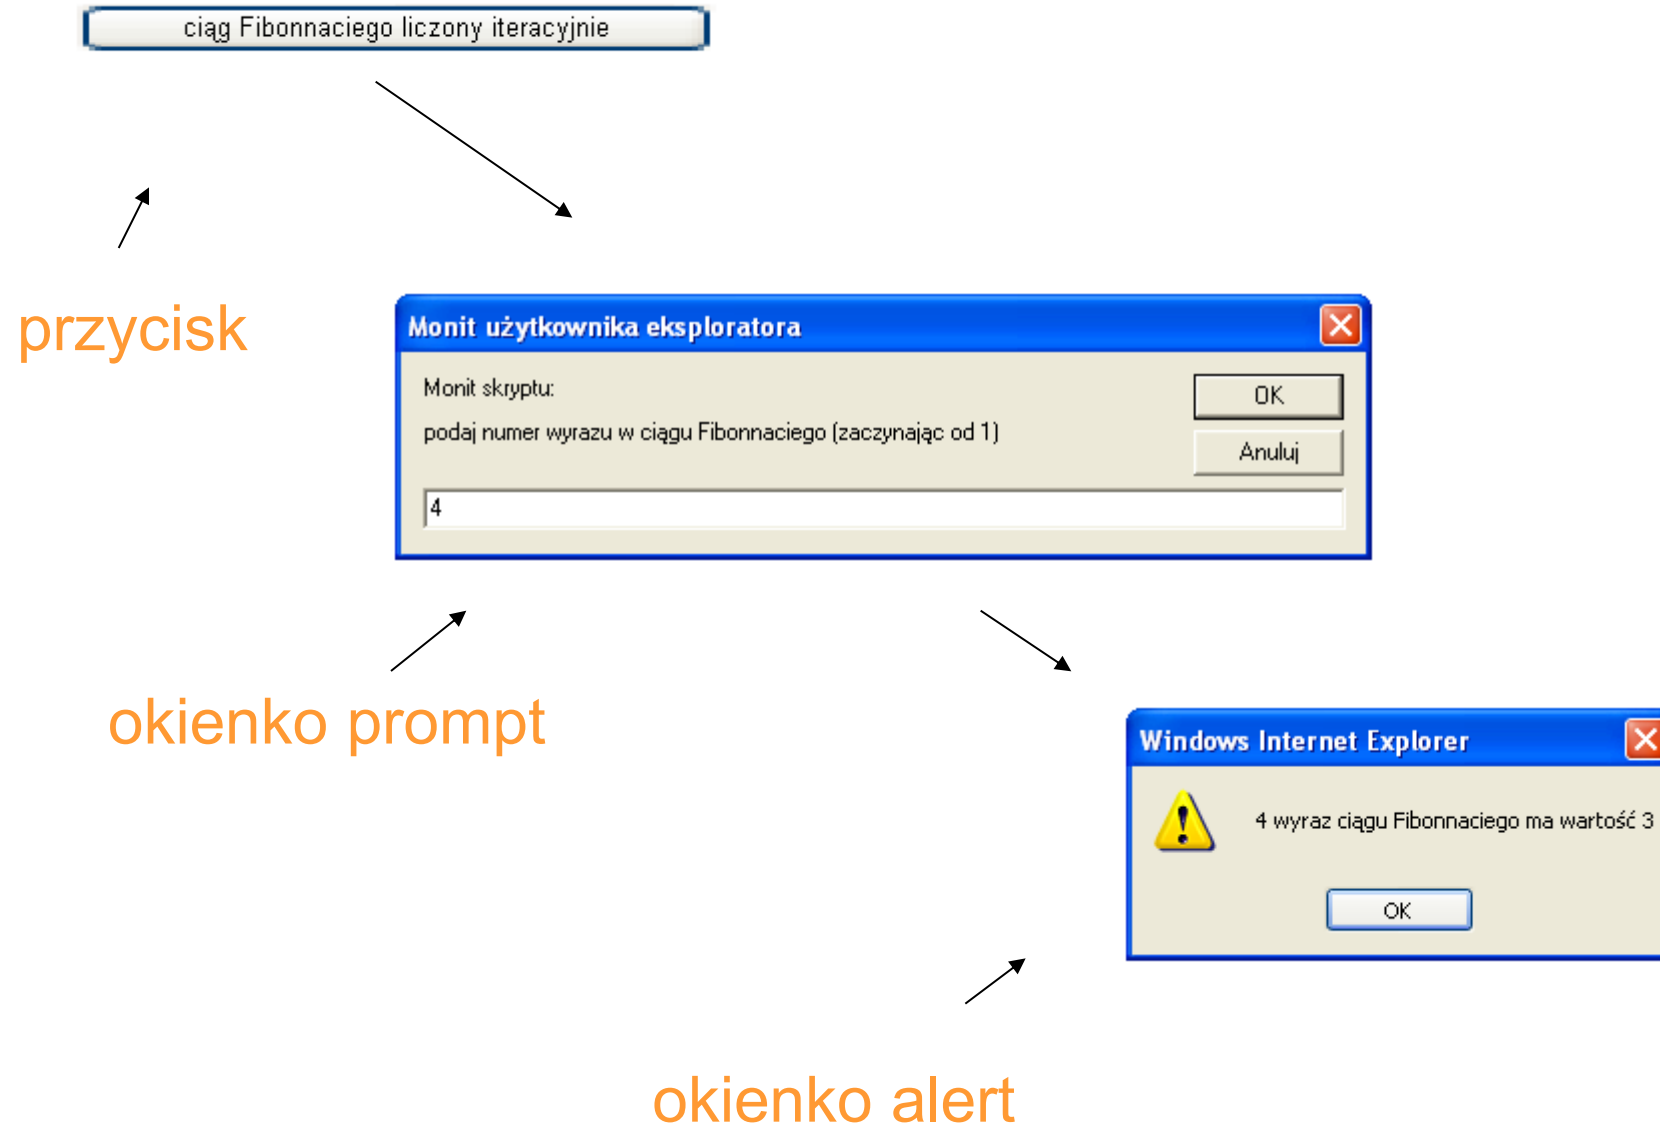 ciąg Fibonnaciego liczony iteracyjnie
przycisk
Monit użytkownika eksploratora
Monit skryptu:
OK
podaj numer wyrazu w ciągu Fibonnaciego (zaczynając od 1)
Anuluj
4
okienko prompt
Windows Internet Explorer
4 wyraz ciągu Fibonnaciego ma wartość 3
OK
okienko alert